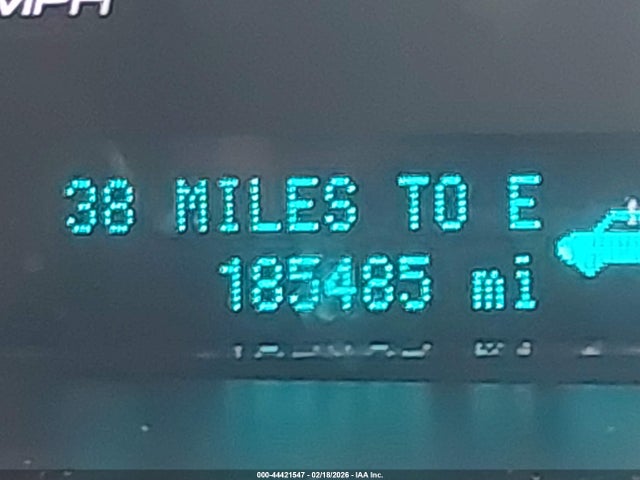 MPH
38 MILES TO E
185485 mi
000-44421547 - 02/18/2026 - IAA Inc.